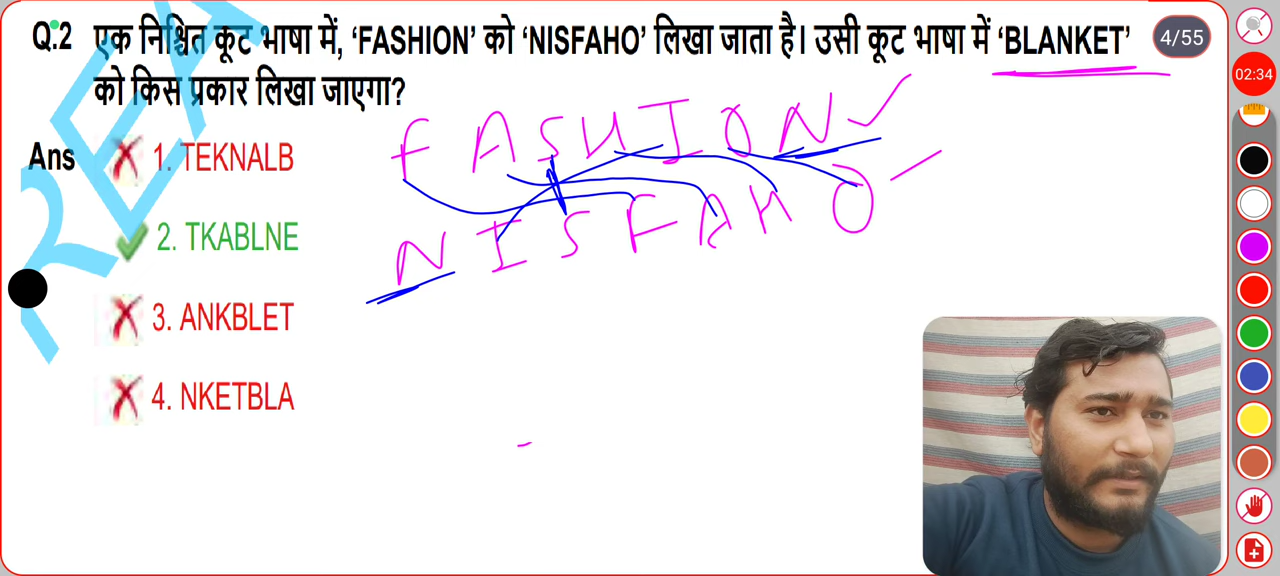 Q.2 एक निश्चित कूट भाषा में, 'FASHION' को 'NISFAHO' लिखा जाता है। उसी कूट भाषा में 'BLANKET'
को किस प्रकार लिखा जाएगा?
4/55
02:34
Ans 1. TEKNALB
2. TKABLNE
3. ANKBLET
4. NKETBLA
FASHION
NISFAHO